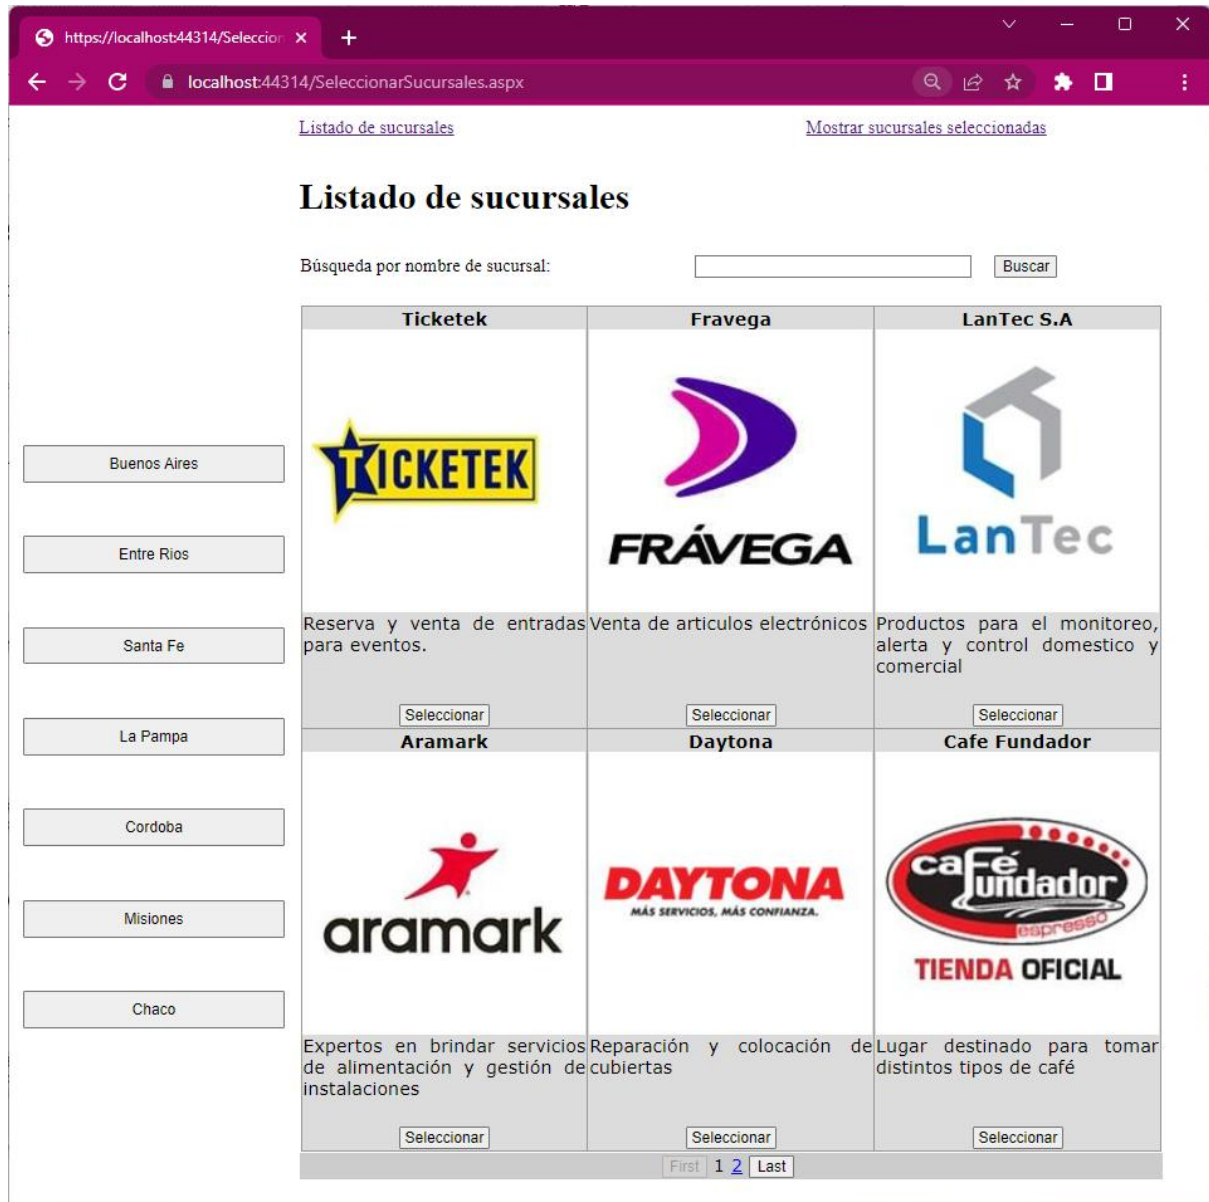 https://localhost:44314/Seleccion
localhost:44314/SeleccionarSucursales.aspx
Listado de sucursales
Mostrar sucursales seleccionadas
Listado de sucursales
Búsqueda por nombre de sucursal:
Buscar
Buenos Aires
Entre Rios
Santa Fe
La Pampa
Cordoba
Misiones
Chaco
Ticketek
Fravega
LanTec S.A
TICKETEK
FRÁVEGA
LanTec
Reserva y venta de entradas
para eventos.
Venta de articulos electrónicos
Productos para el monitoreo,
alerta y control domestico y
comercial
Seleccionar
Seleccionar
Seleccionar
Aramark
Daytona
Cafe Fundador
aramark
DAYTONA
MÁS SERVICIOS, MÁS CONFIANZA.
café
fundador
espresso
TIENDA OFICIAL
Expertos en brindar servicios
de alimentación y gestión de
instalaciones
Reparación y colocación de
cubiertas
Lugar destinado para tomar
distintos tipos de café
Seleccionar
Seleccionar
Seleccionar
First 1 2 Last